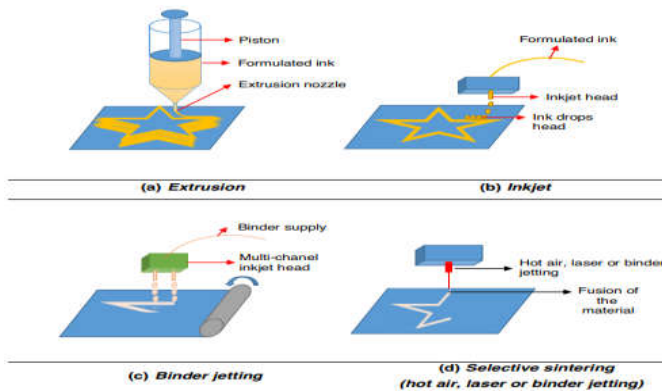 Piston
Formulated ink
Extrusion nozzle
(a) Extrusion
Formulated ink
Inkjet head
Ink drops
head
(b) Inkjet
Binder supply
Multi-chanel
inkjet head
(c) Binder jetting
Hot air, laser or binder
jetting
Fusion of
the
material
(d) Selective sintering
(hot air, laser or binder jetting)